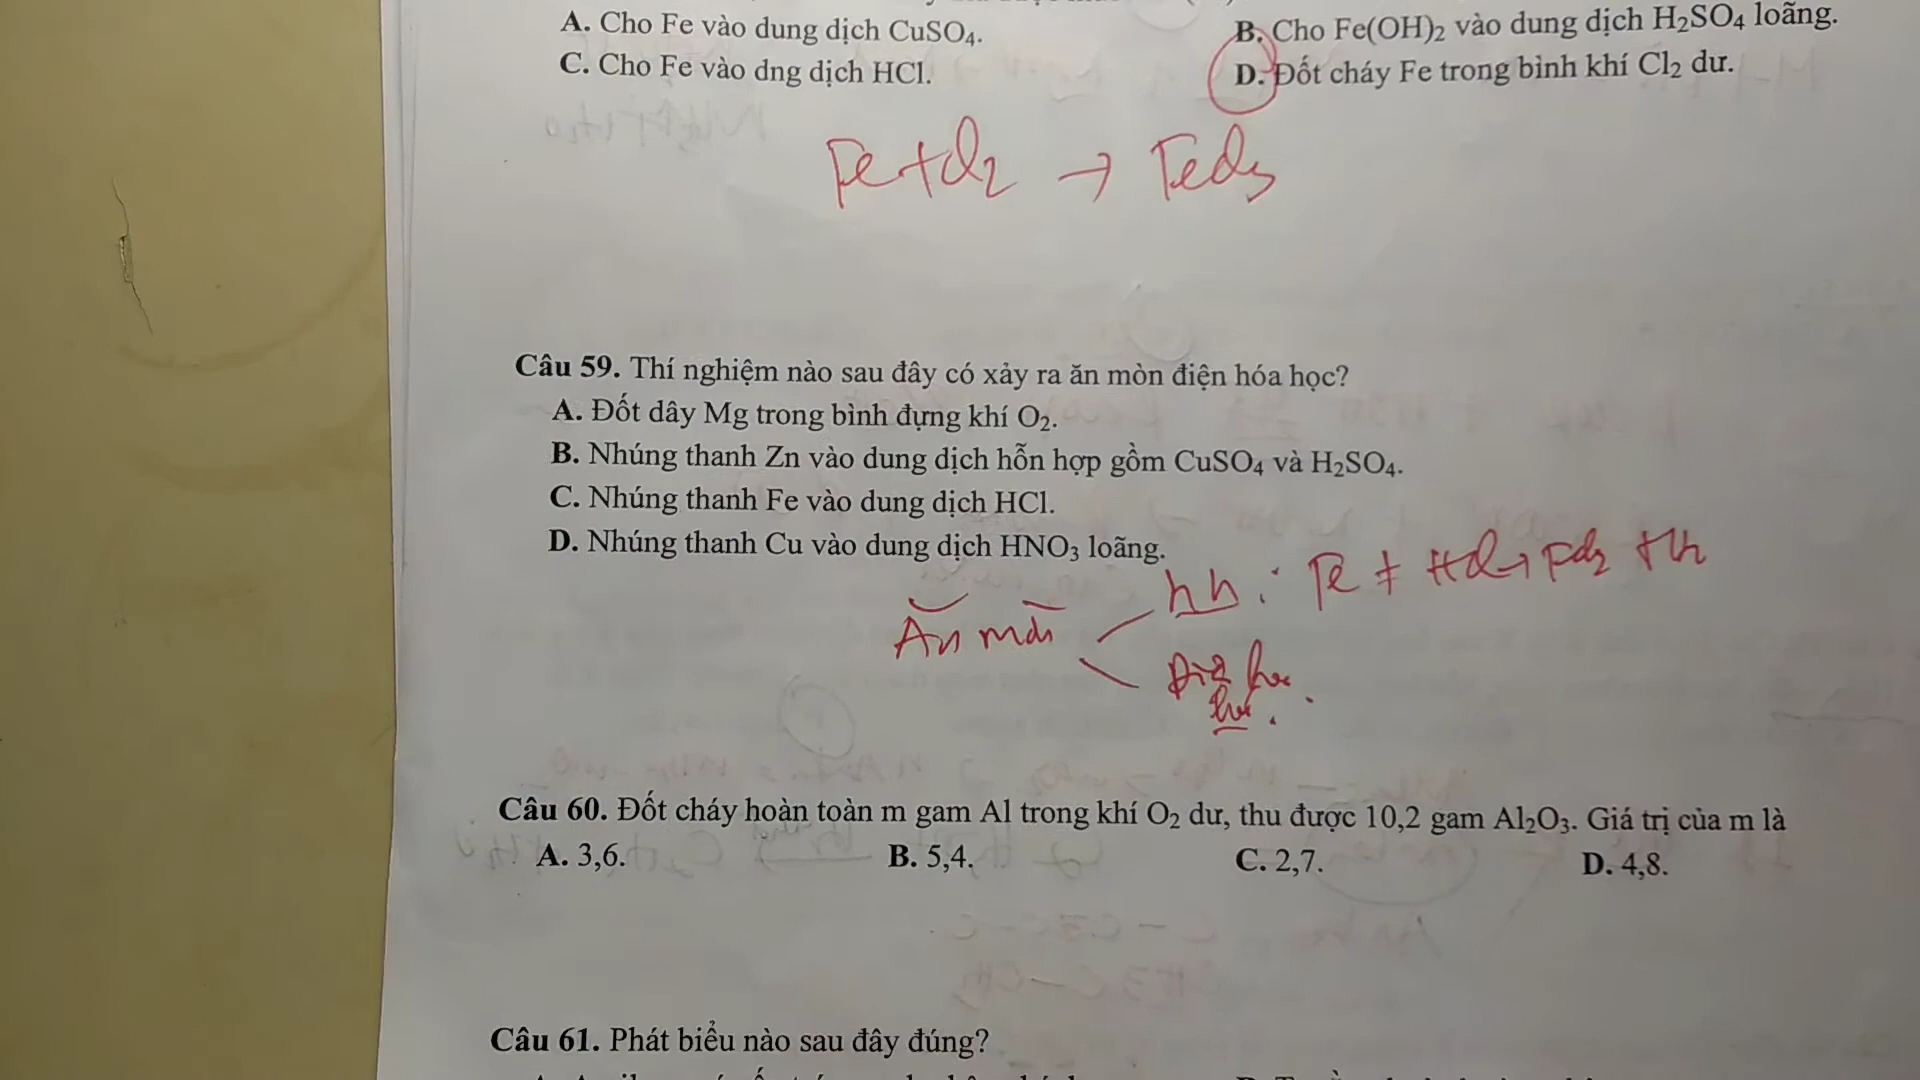 A. Cho Fe vào dung dịch CuSO₄. B. Cho Fe(OH)₂ vào dung dịch H₂SO₄ loãng.
C. Cho Fe vào dng dịch HCl. D. Đốt cháy Fe trong bình khí Cl₂ dư.
Fe + Cl₂ → FeCl₃
Câu 59. Thí nghiệm nào sau đây có xảy ra ăn mòn điện hóa học?
A. Đốt dây Mg trong bình đựng khí O₂.
B. Nhúng thanh Zn vào dung dịch hỗn hợp gồm CuSO₄ và H₂SO₄.
C. Nhúng thanh Fe vào dung dịch HCl.
D. Nhúng thanh Cu vào dung dịch HNO₃ loãng.
hh: Fe + HCl → FeCl₂ + H₂
Ăn mòn
Câu 60. Đốt cháy hoàn toàn m gam Al trong khí O₂ dư, thu được 10,2 gam Al₂O₃. Giá trị của m là
A. 3,6. B. 5,4. C. 2,7. D. 4,8.
Câu 61. Phát biểu nào sau đây đúng?